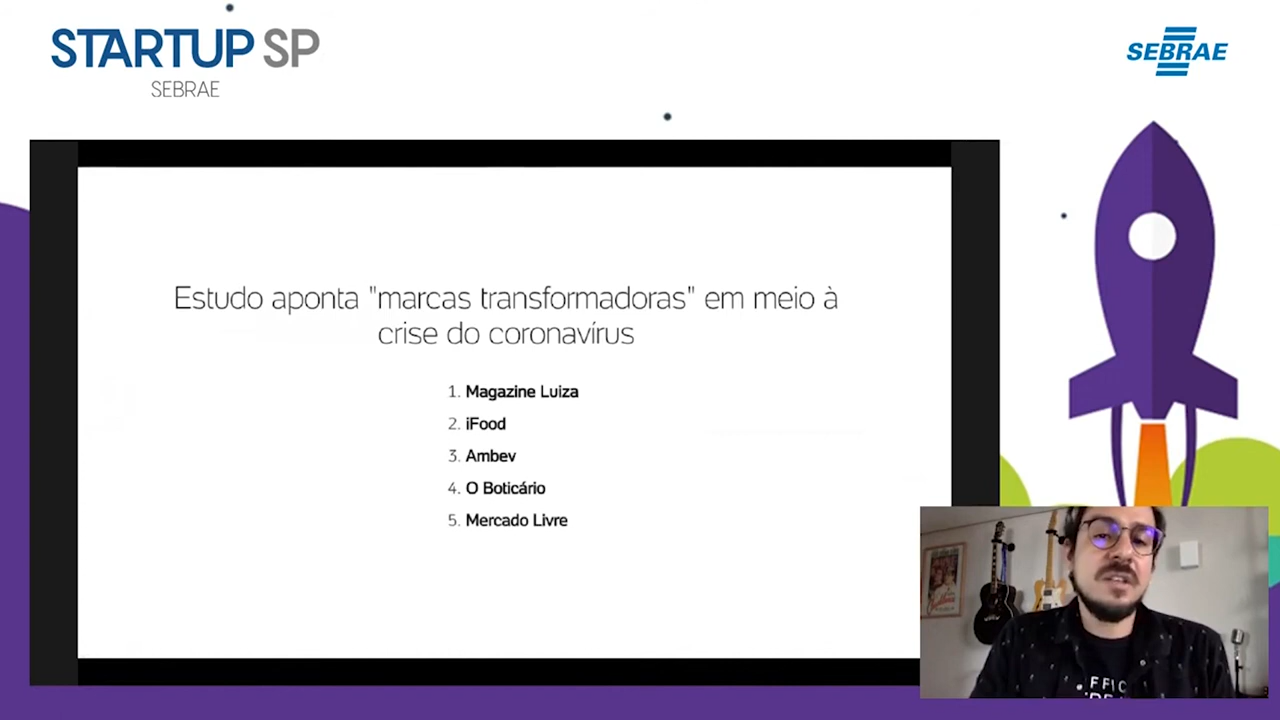 STARTUP SP
SEBRAE
SEBRAE
Estudo aponta "marcas transformadoras" em meio à
crise do coronavírus
1. Magazine Luiza
2. iFood
3. Ambev
4. O Boticário
5. Mercado Livre